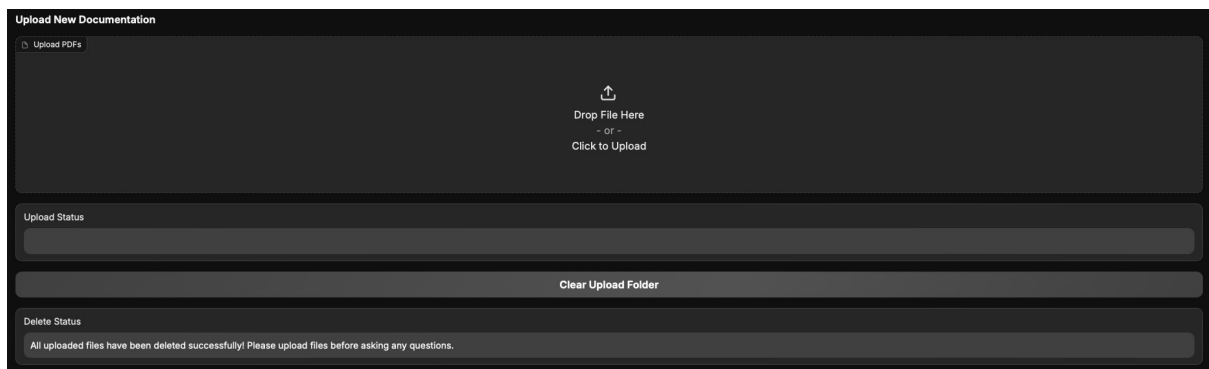 Upload New Documentation
Upload PDFs
Drop File Here
- or -
Click to Upload
Upload Status
Clear Upload Folder
Delete Status
All uploaded files have been deleted successfully! Please upload files before asking any questions.